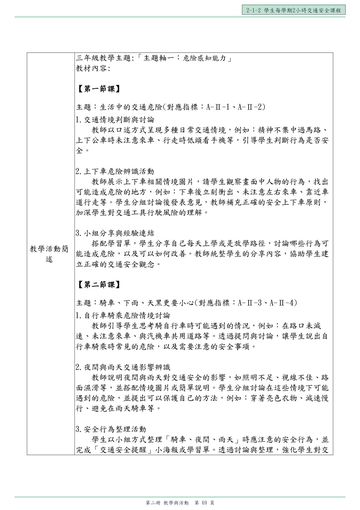 2-1-2 學生每學期2小時交通安全課程
三年級教學主題:「主題軸一：危險感知能力」
教材內容:
【第一節課】
主題：生活中的交通危險(對應指標：A-Ⅱ-1、A-Ⅱ-2)
1.交通情境判斷與討論
教師以口述方式呈現多種日常交通情境，例如：精神不集中過馬路、
上下公車時未注意來車、行走時低頭看手機等，引導學生判斷行為是否安
全。
2.上下車危險辨識活動
教師展示上下車相關情境圖片，請學生觀察畫面中人物的行為，找出
可能造成危險的地方，例如：下車後立刻衝出、未注意左右來車、靠近車
道行走等。學生分組討論後發表意見，教師補充正確的安全上下車原則，
加深學生對交通工具行駛風險的理解。
3.小組分享與經驗連結
搭配學習單，學生分享自己每天上學或是放學路徑，討論哪些行為可
能造成危險，以及可以如何改善。教師統整學生的分享內容，協助學生建
立正確的交通安全觀念。
教學活動簡
述
【第二節課】
主題：騎車、下雨、天黑更要小心(對應指標：A-Ⅱ-3、A-Ⅱ-4)
1.自行車騎乘危險情境討論
教師引導學生思考騎自行車時可能遇到的情況，例如：在路口未減
速、未注意來車、與汽機車共用道路等，透過提問與討論，讓學生說出自
行車騎乘時常見的危險，以及需要注意的安全事項。
2.夜間與雨天交通影響辨識
教師說明夜間與雨天對交通安全的影響，如照明不足、視線不佳、路
面濕滑等，並搭配情境圖片或簡單說明。學生分組討論在這些情境下可能
遇到的危險，並提出可以保護自己的方法，例如：穿著亮色衣物、減速慢
行、避免在雨天騎車等。
3.安全行為整理活動
學生以小組方式整理「騎車、夜間、雨天」時應注意的安全行為，並
完成「交通安全提醒」小海報或學習單。透過討論與整理，強化學生對交
第二冊 教學與活動 第 69 頁